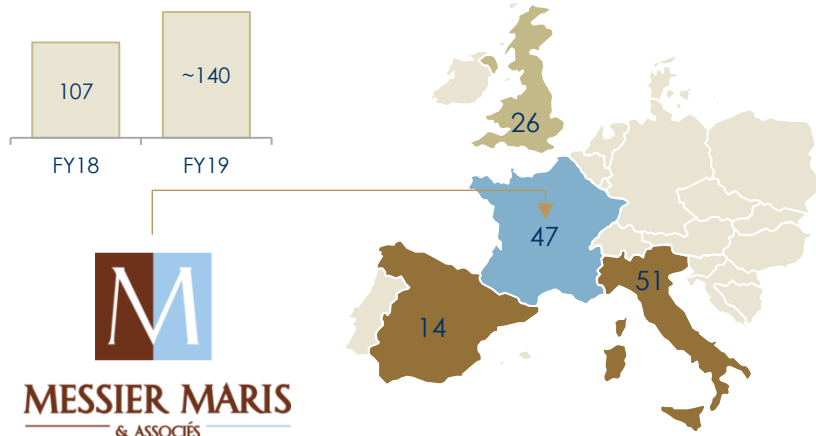 107
~140
FY18
FY19
26
47
51
14
M
MESSIER MARIS
& ASSOCIÉS